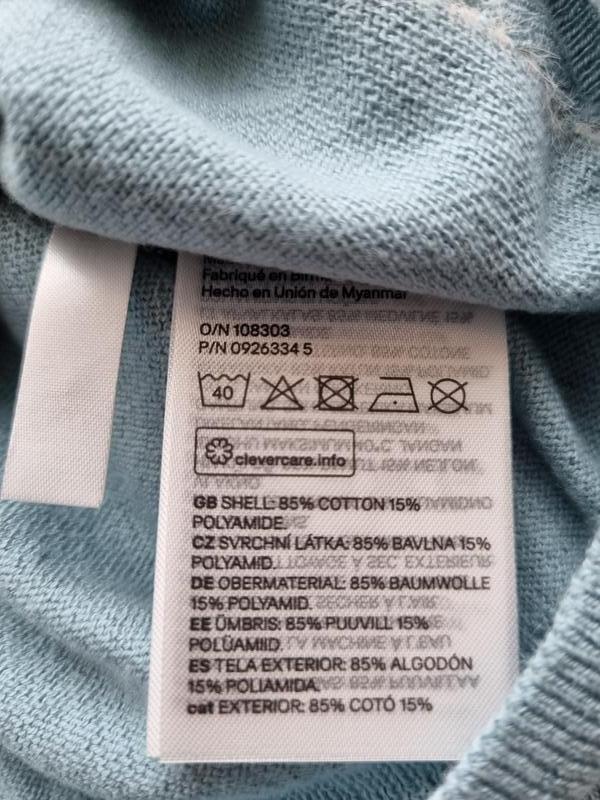 Fabriqué en
Hecho en Unión de Myanmar
O/N 108303
P/N 0926334 5
40
clevercare.info
GB SHELL: 85% COTTON 15%
POLYAMIDE.
CZ SVRCHNÍ LÁTKA: 85% BAVLNA 15%
POLYAMID.
DE OBERMATERIAL: 85% BAUMWOLLE
15% POLYAMID.
EE ÜMBRIS: 85% PUUVILL 15%
POLÜAMIID.
ES TELA EXTERIOR: 85% ALGODÓN
15% POLIAMIDA.
cat EXTERIOR: 85% COTÓ 15%